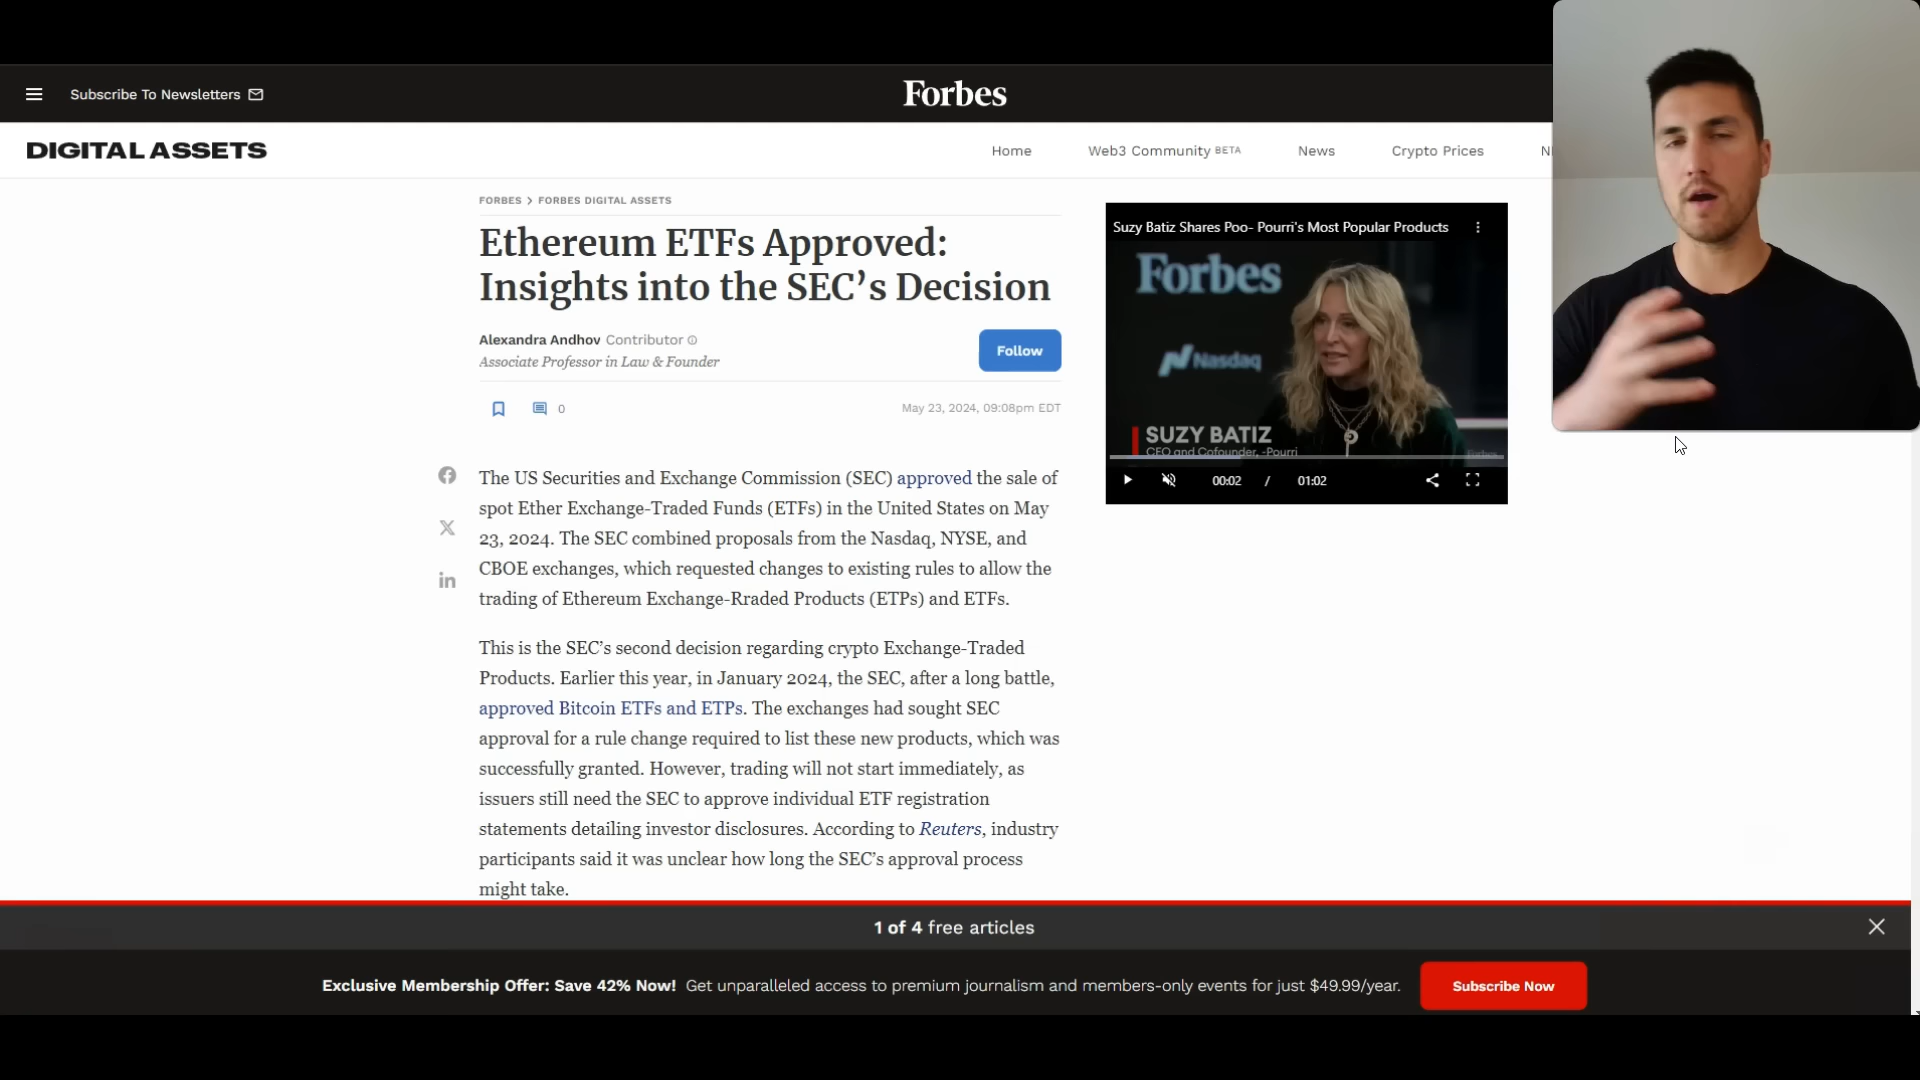 Subscribe To Newsletters
Forbes
DIGITAL ASSETS
Home
Web3 Community BETA
News
Crypto Prices
FORBES > FORBES DIGITAL ASSETS
Ethereum ETFs Approved:
Insights into the SEC's Decision
Alexandra Andhov Contributor
Associate Professor in Law & Founder
Follow
0
May 23, 2024, 09:08pm EDT
The US Securities and Exchange Commission (SEC) approved the sale of
spot Ether Exchange-Traded Funds (ETFs) in the United States on May
23, 2024. The SEC combined proposals from the Nasdaq, NYSE, and
CBOE exchanges, which requested changes to existing rules to allow the
trading of Ethereum Exchange-Rraded Products (ETPs) and ETFs.
This is the SEC's second decision regarding crypto Exchange-Traded
Products. Earlier this year, in January 2024, the SEC, after a long battle,
approved Bitcoin ETFs and ETPs. The exchanges had sought SEC
approval for a rule change required to list these new products, which was
successfully granted. However, trading will not start immediately, as
issuers still need the SEC to approve individual ETF registration
statements detailing investor disclosures. According to Reuters, industry
participants said it was unclear how long the SEC's approval process
might take.
Suzy Batiz Shares Poo- Pourri's Most Popular Products
Forbes
Nasdaq
SUZY BATIZ
CEO and Cofounder, -Pourri
Forbes
00:02 / 01:02
1 of 4 free articles
Exclusive Membership Offer: Save 42% Now! Get unparalleled access to premium journalism and members-only events for just $49.99/year.
Subscribe Now